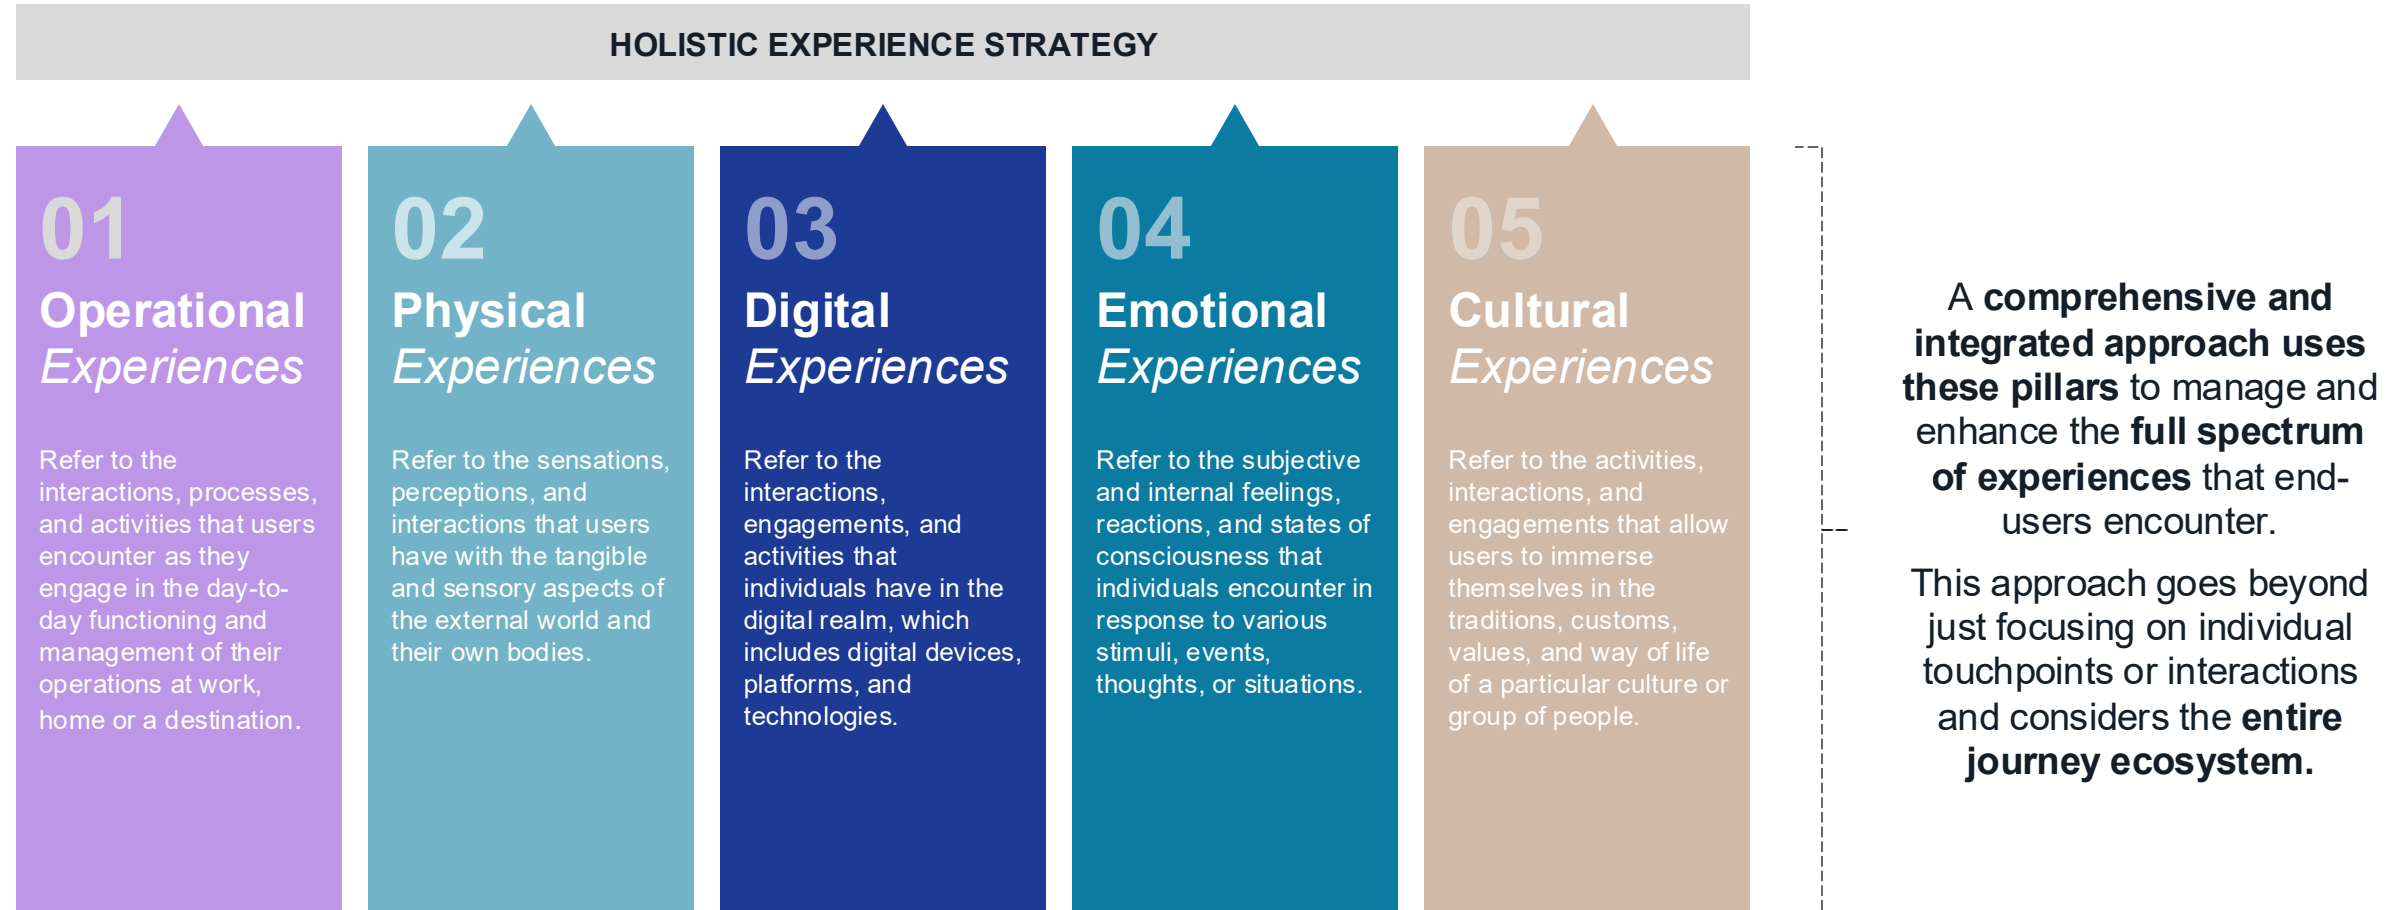 HOLISTIC EXPERIENCE STRATEGY
01
Operational
Experiences
Refer to the
interactions, processes,
and activities that users
encounter as they
engage in the day-to-
day functioning and
management of their
operations at work,
home or a destination.
02
Physical
Experiences
Refer to the sensations,
perceptions, and
interactions that users
have with the tangible
and sensory aspects of
the external world and
their own bodies.
03
Digital
Experiences
Refer to the
interactions,
engagements, and
activities that
individuals have in the
digital realm, which
includes digital devices,
platforms, and
technologies.
04
Emotional
Experiences
Refer to the subjective
and internal feelings,
reactions, and states of
consciousness that
individuals encounter in
response to various
stimuli, events,
thoughts, or situations.
05
Cultural
Experiences
Refer to the activities,
interactions, and
engagements that allow
users to immerse
themselves in the
traditions, customs,
values, and way of life
of a particular culture or
group of people.
A comprehensive and
integrated approach uses
these pillars to manage and
enhance the full spectrum
of experiences that end-
users encounter.
This approach goes beyond
just focusing on individual
touchpoints or interactions
and considers the entire
journey ecosystem.